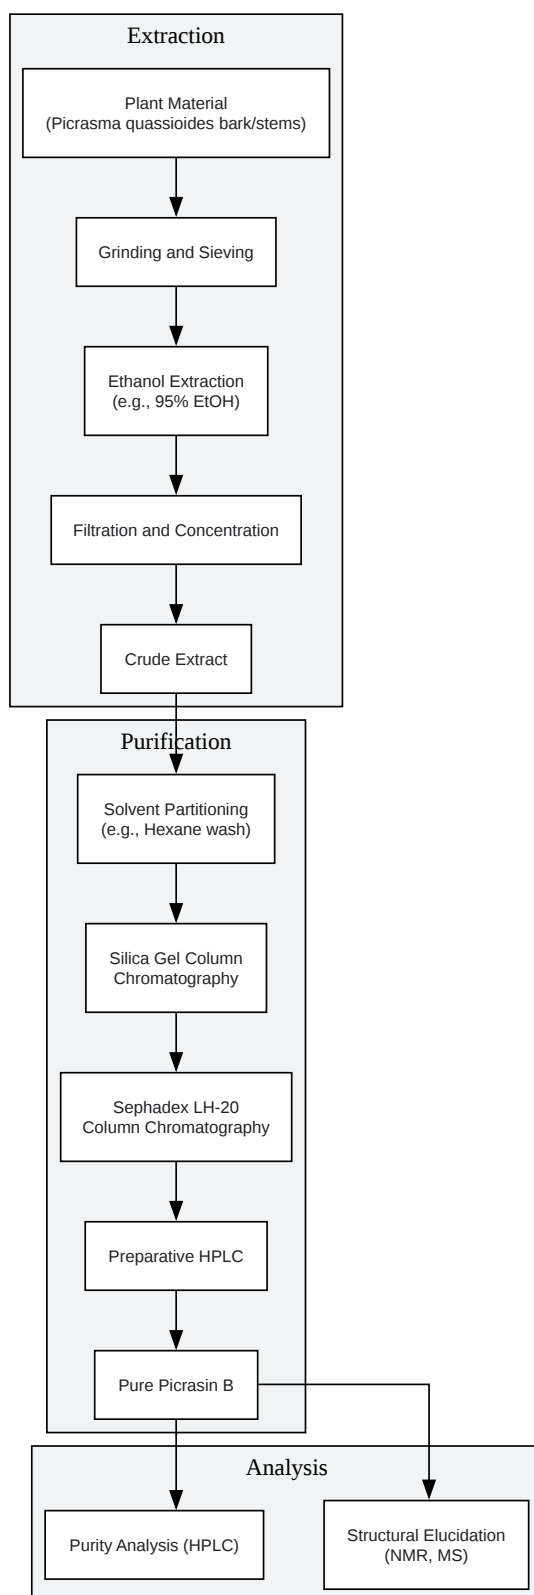 Extraction
Plant Material
(Picrasma quassioides bark/stems)
Grinding and Sieving
Ethanol Extraction
(e.g., 95% EtOH)
Filtration and Concentration
Crude Extract
Purification
Solvent Partitioning
(e.g., Hexane wash)
Silica Gel Column
Chromatography
Sephadex LH-20
Column Chromatography
Preparative HPLC
Pure Picrasin B
Analysis
Purity Analysis (HPLC)
Structural Elucidation
(NMR, MS)